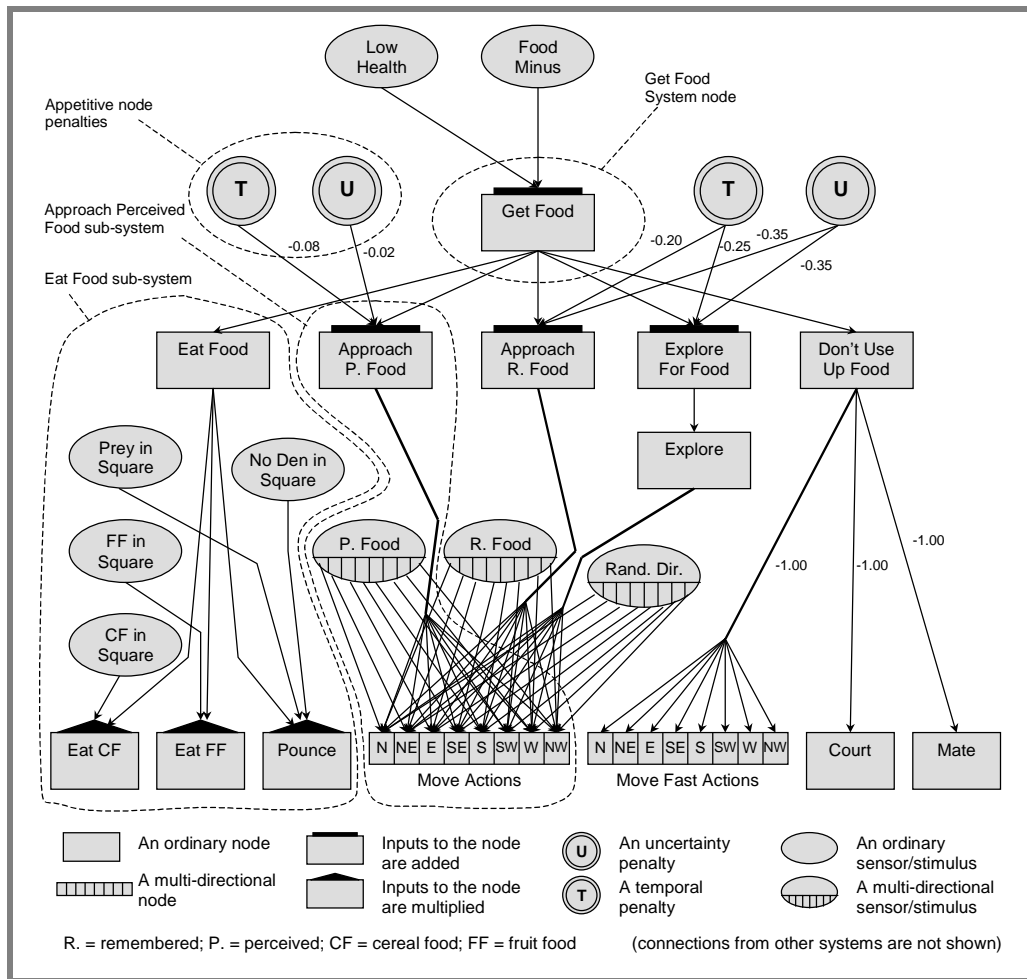 Low
Health
Food
Minus
Get Food
System node
Appetitive node
penalties
T
U
T
U
Approach Perceived
Food sub-system
Get Food
-0.08
-0.02
-0.20
-0.25
-0.35
-0.35
Eat Food sub-system
Eat Food
Approach
P. Food
Approach
R. Food
Explore
For Food
Don't Use
Up Food
Prey in
Square
No Den in
Square
Explore
FF in
Square
P. Food
R. Food
Rand. Dir.
-1.00
-1.00
-1.00
CF in
Square
Eat CF
Eat FF
Pounce
N NE E SE S SW W NW
Move Actions
N NE E SE S SW W NW
Move Fast Actions
Court
Mate
An ordinary node
Inputs to the node
are added
U
An uncertainty
penalty
An ordinary
sensor/stimulus
A multi-directional
node
Inputs to the node
are multiplied
T
A temporal
penalty
A multi-directional
sensor/stimulus
R. = remembered; P. = perceived; CF = cereal food; FF = fruit food (connections from other systems are not shown)